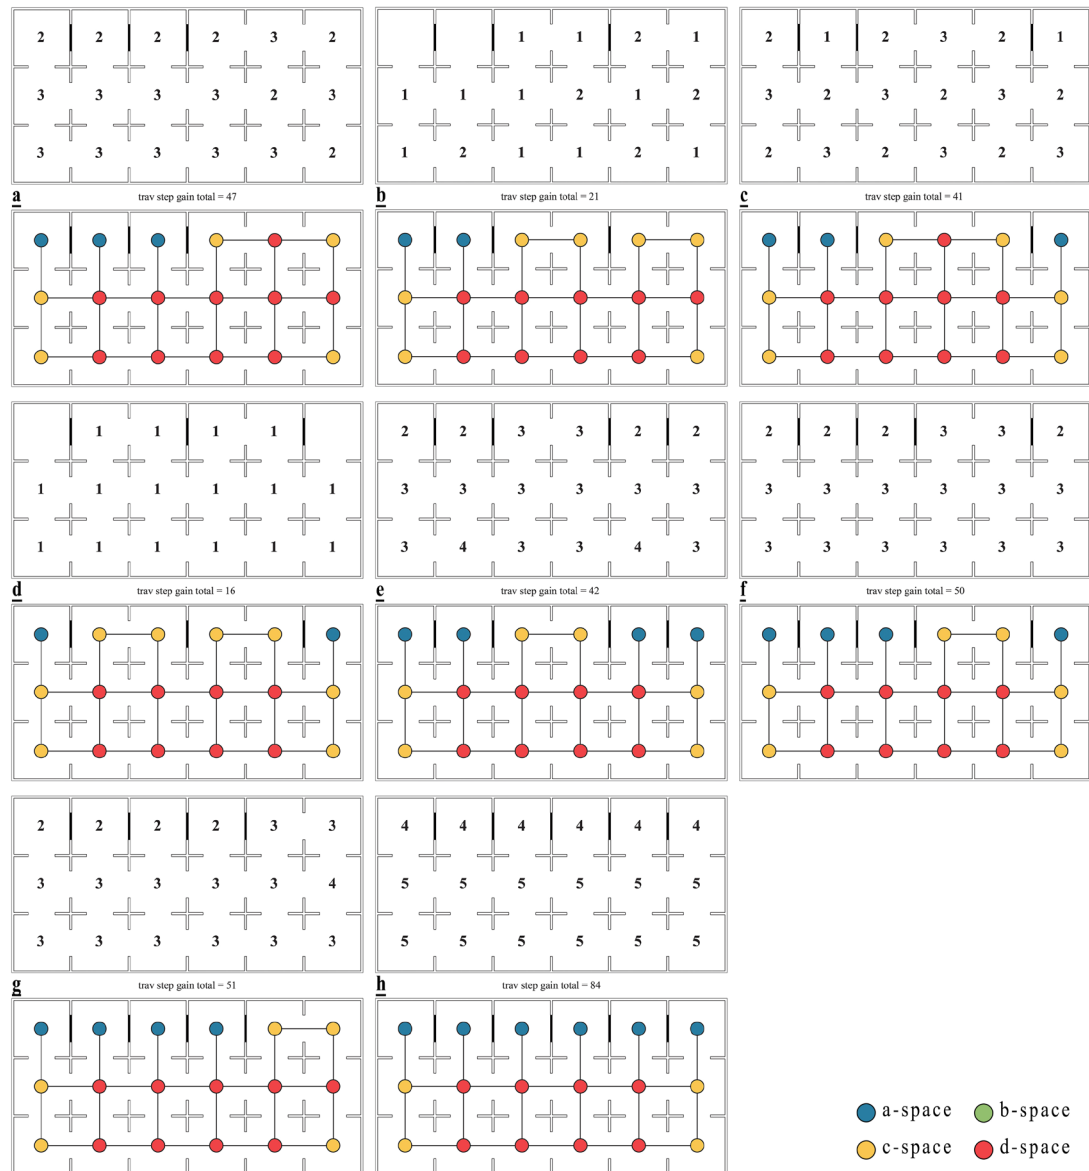 2 2 2 2 3 2
3 3 3 3 2 3
3 3 3 3 3 2
a trav step gain total = 47
1 1 2 1
1 1 1 2 1 2
1 2 1 1 2 1
b trav step gain total = 21
2 1 2 3 2 1
3 2 3 2 3 2
2 3 2 3 2 3
c trav step gain total = 41
1 1 1 1
1 1 1 1 1 1
1 1 1 1 1 1
d trav step gain total = 16
2 2 3 3 2 2
3 3 3 3 3 3
3 4 3 3 4 3
e trav step gain total = 42
2 2 2 3 3 2
3 3 3 3 3 3
3 3 3 3 3 3
f trav step gain total = 50
2 2 2 2 3 3
3 3 3 3 3 4
3 3 3 3 3 3
g trav step gain total = 51
4 4 4 4 4 4
5 5 5 5 5 5
5 5 5 5 5 5
h trav step gain total = 84
a-space b-space
c-space d-space